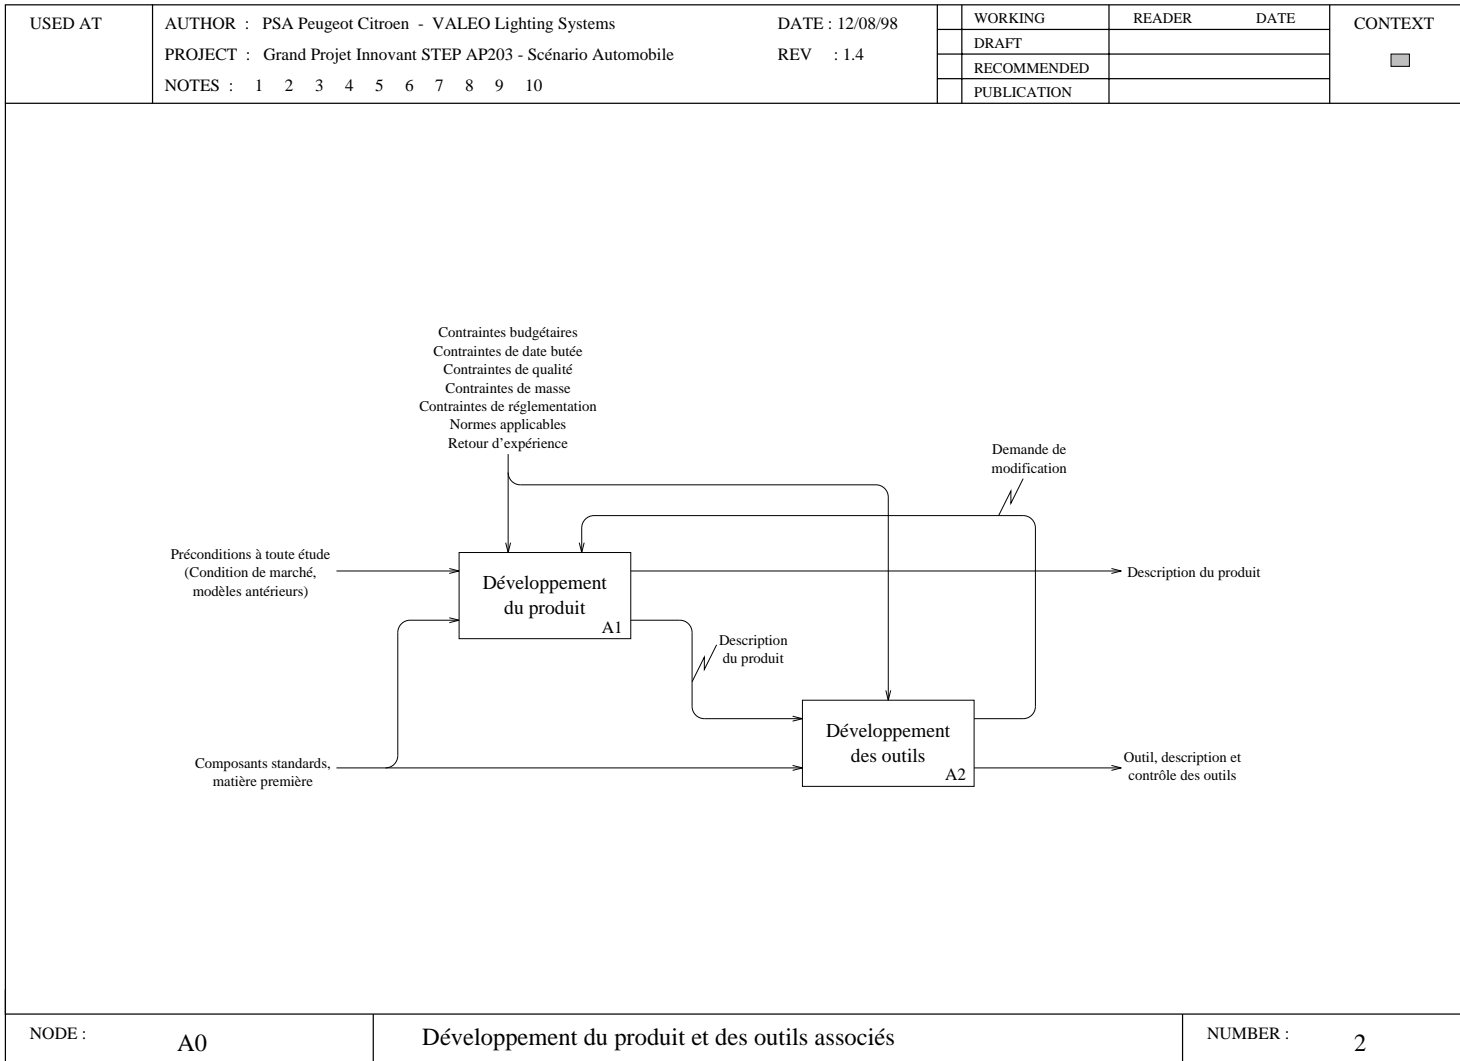 USED AT
AUTHOR : PSA Peugeot Citroen - VALEO Lighting Systems
DATE : 12/08/98
PROJECT : Grand Projet Innovant STEP AP203 - Scénario Automobile
REV : 1.4
NOTES : 1 2 3 4 5 6 7 8 9 10
WORKING
DRAFT
RECOMMENDED
PUBLICATION
READER DATE
CONTEXT
Contraintes budgétaires
Contraintes de date butée
Contraintes de qualité
Contraintes de masse
Contraintes de réglementation
Normes applicables
Retour d'expérience
Demande de
modification
Préconditions à toute étude
(Condition de marché,
modèles antérieurs)
Développement
du produit
A1
Description du produit
Description
du produit
Développement
des outils
A2
Composants standards,
matière première
Outil, description et
contrôle des outils
NODE :
A0
Développement du produit et des outils associés
NUMBER :
2